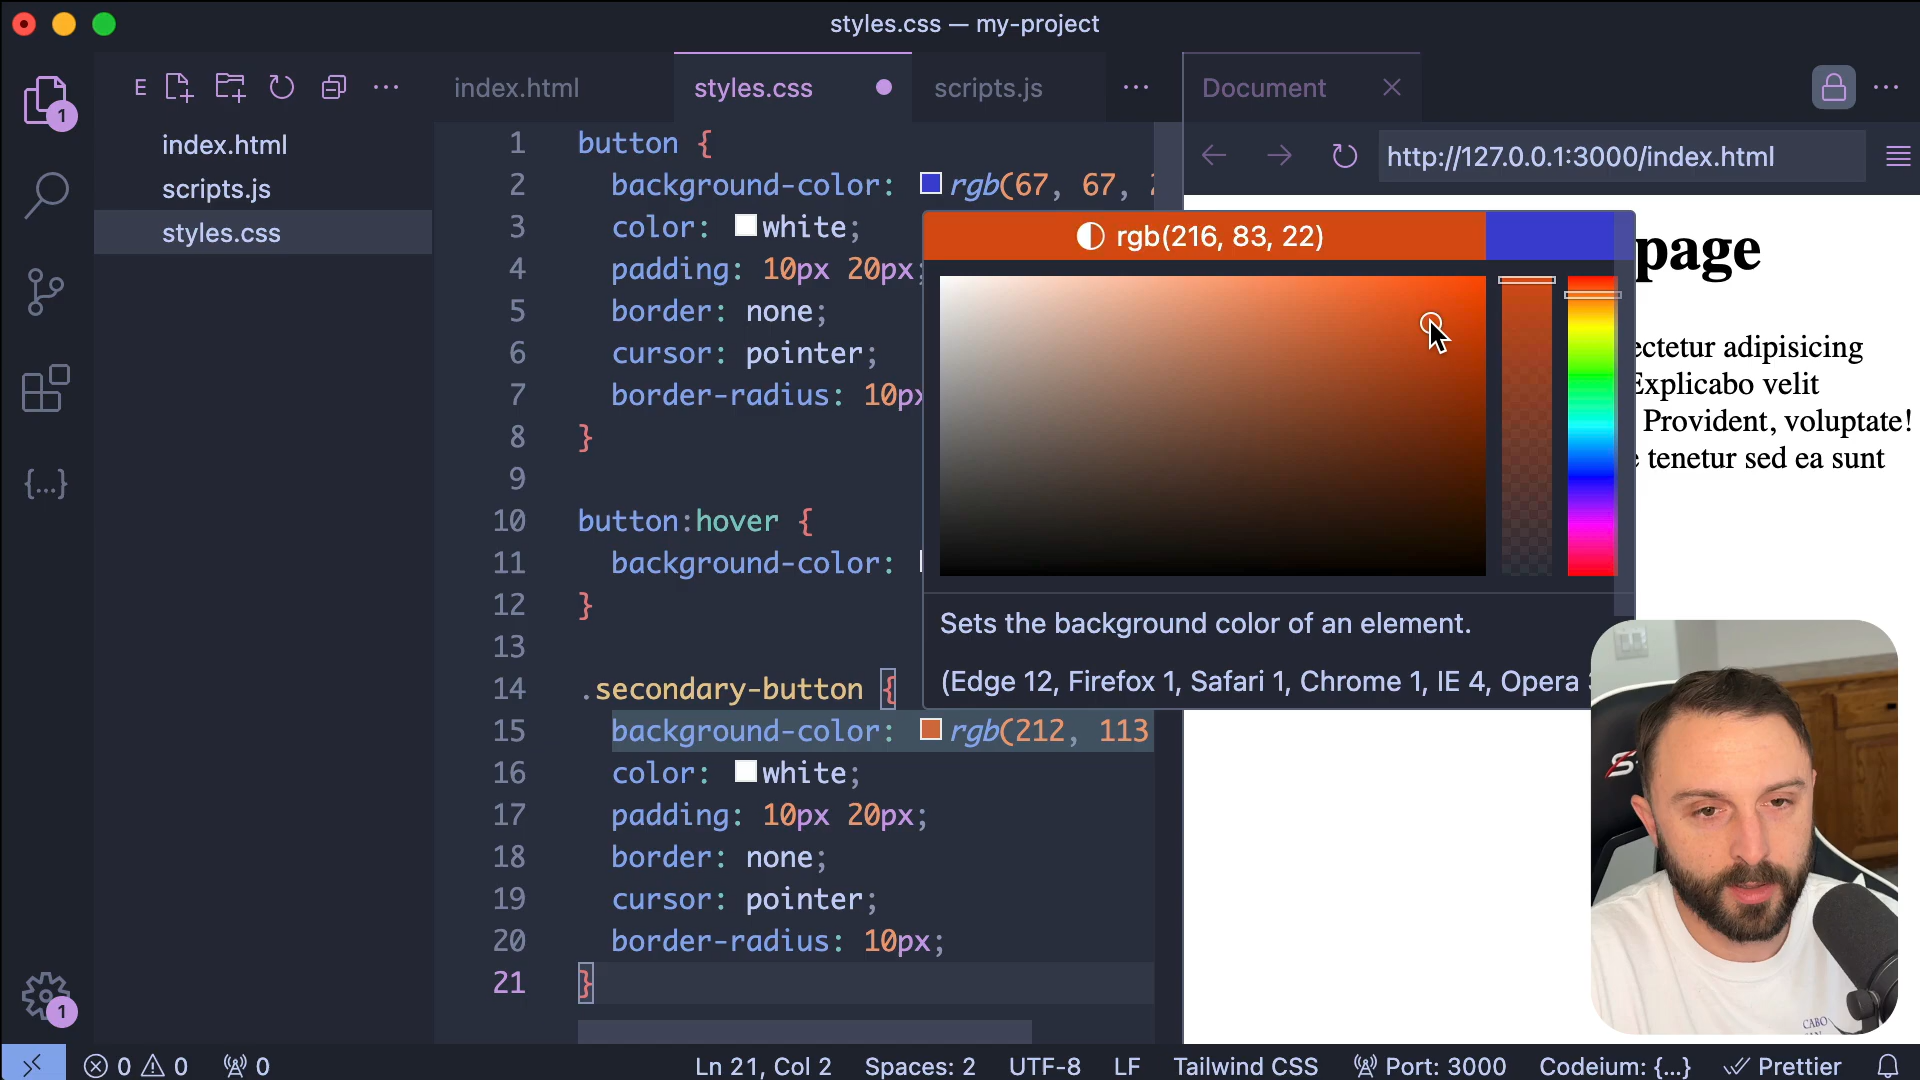 styles.css — my-project
1
E
index.html
scripts.js
styles.css
1
index.html
styles.css
scripts.js
Document
http://127.0.0.1:3000/index.html
1 button {
2 background-color: rgb(67, 67,
3 color: white;
4 padding: 10px 20px;
5 border: none;
6 cursor: pointer;
7 border-radius: 10px
8 }
9
10 button:hover {
11 background-color:
12 }
13
14 .secondary-button {
15 background-color: rgb(212, 113
16 color: white;
17 padding: 10px 20px;
18 border: none;
19 cursor: pointer;
20 border-radius: 10px;
21 }
rgb(216, 83, 22)
Sets the background color of an element.
(Edge 12, Firefox 1, Safari 1, Chrome 1, IE 4, Opera
page
ectetur adipisicing
Explicabo velit
Provident, voluptate!
tenetur sed ea sunt
CABO
0 0 0
Ln 21, Col 2
Spaces: 2
UTF-8
LF
Tailwind CSS
Port: 3000
Codeium: {...}
Prettier